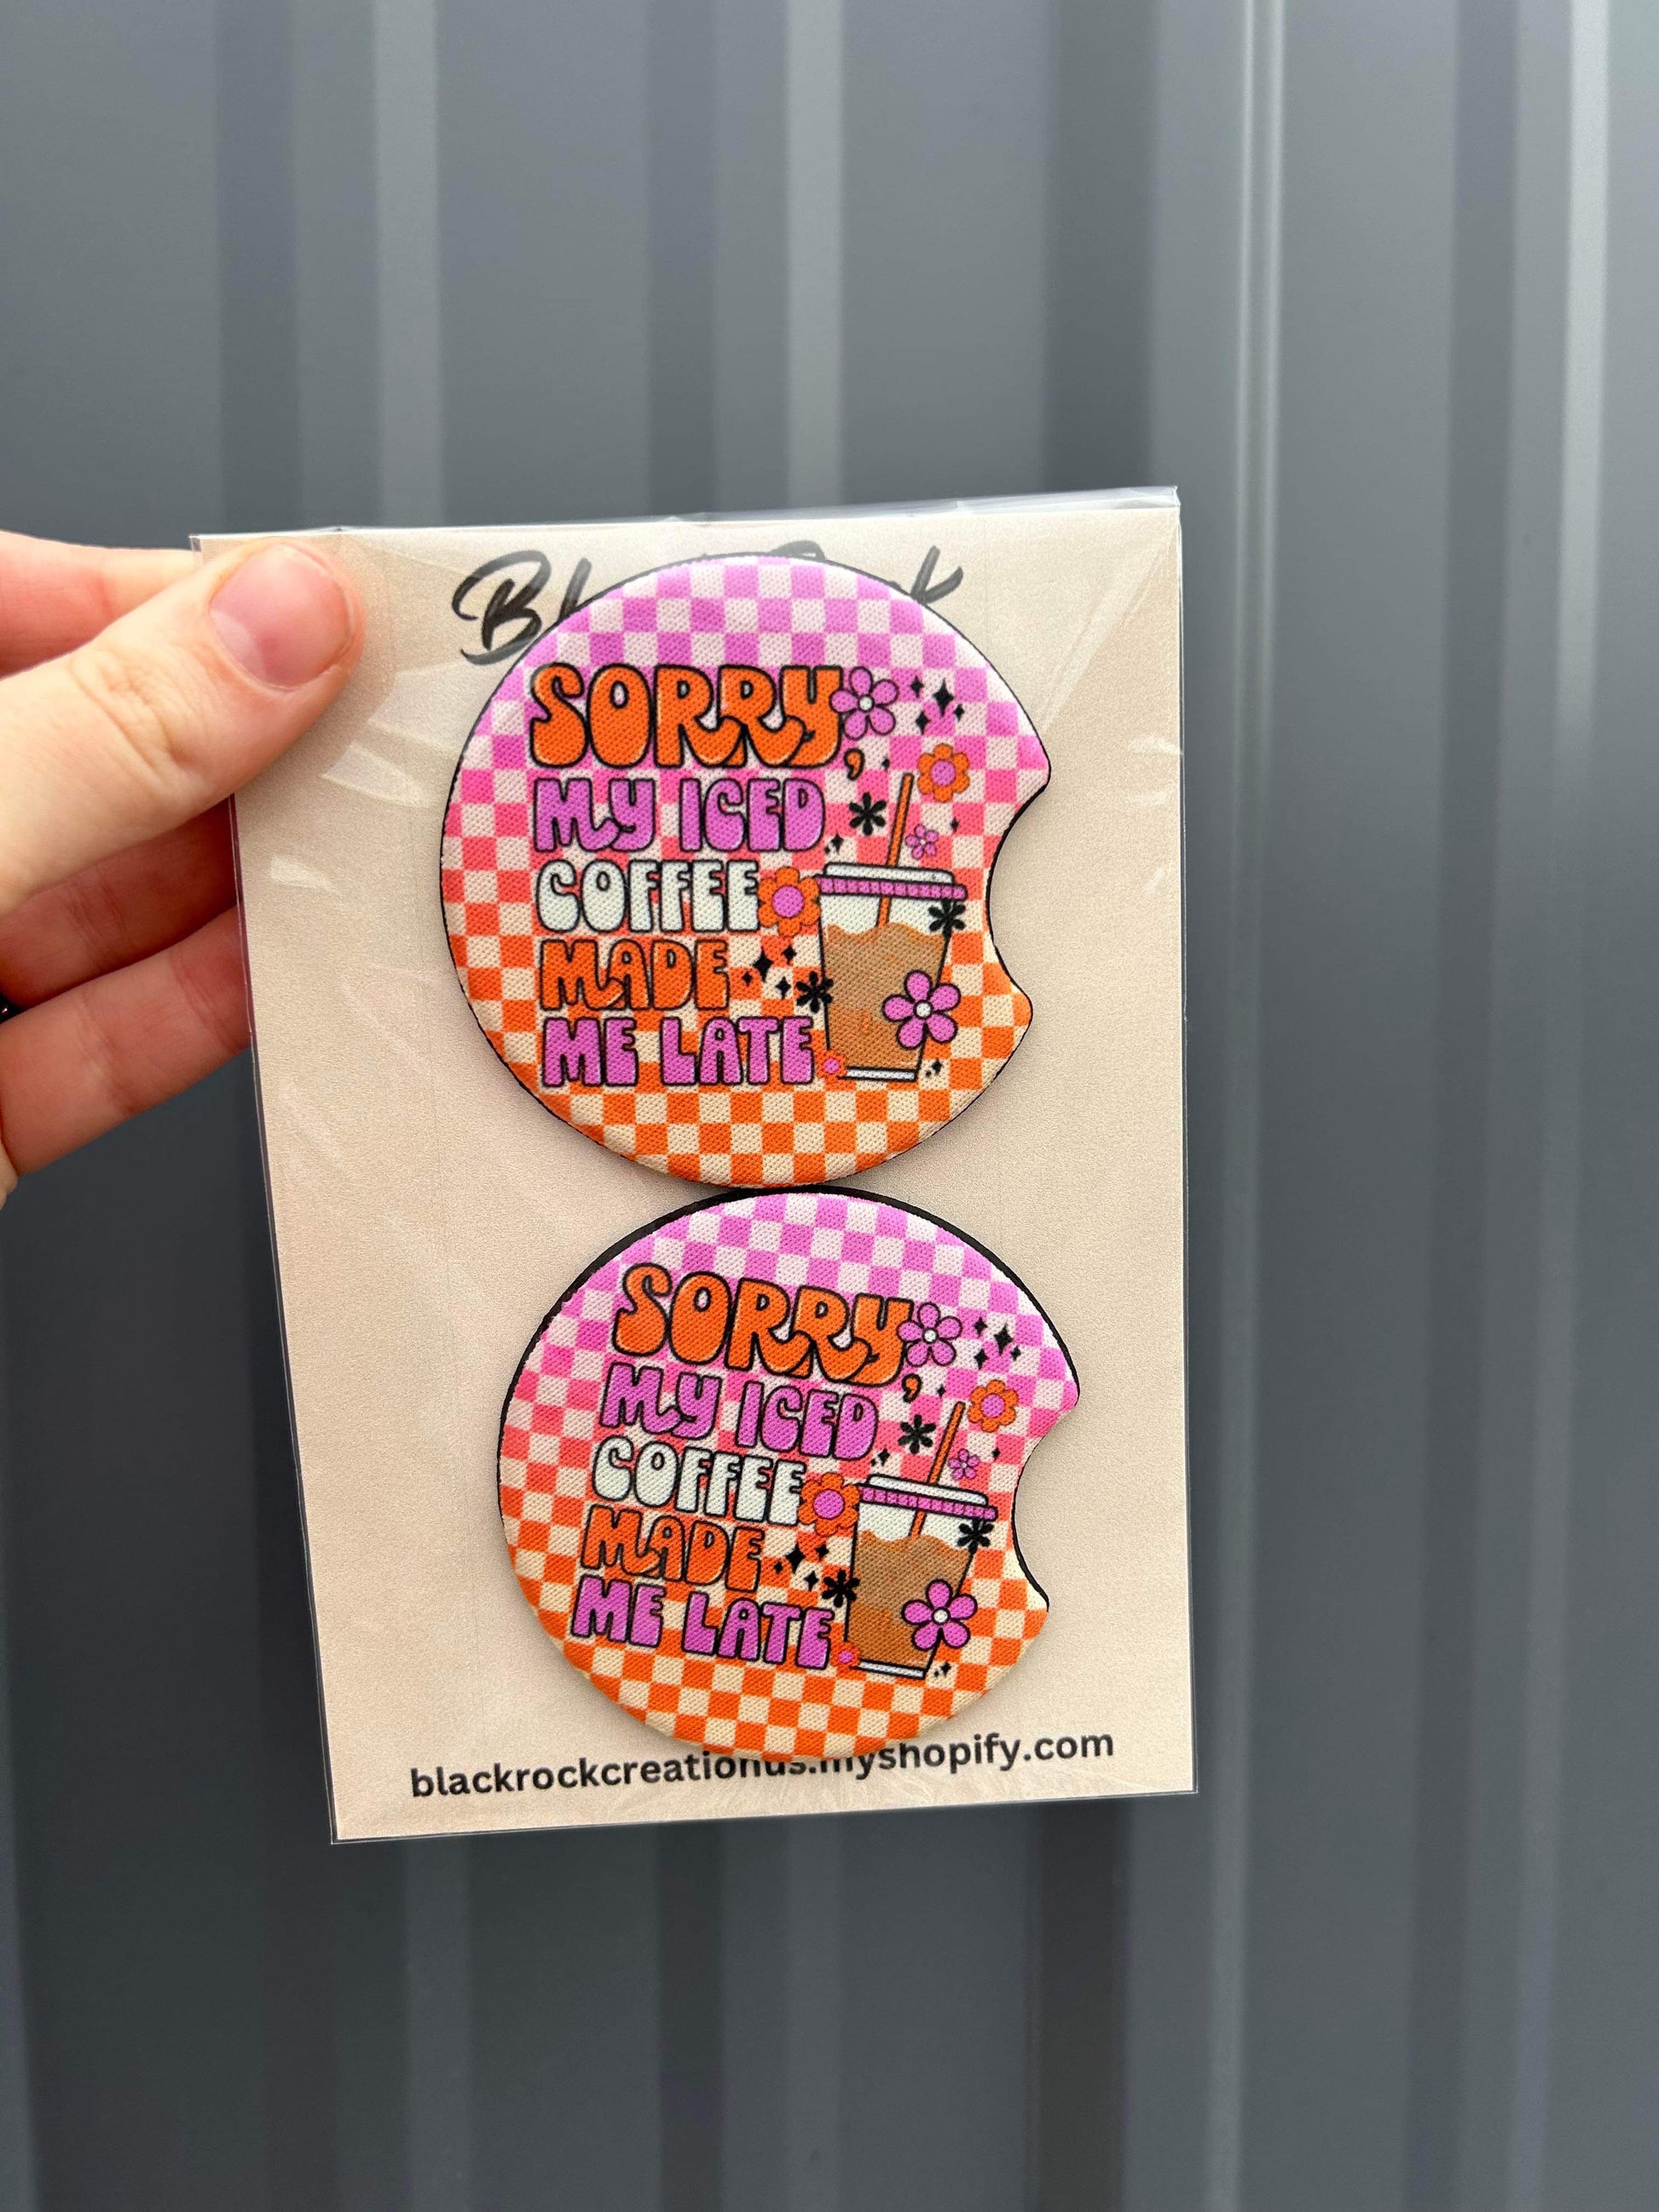 SORRY,
MY ICED
COFFEE
MADE
ME LATE
SORRY,
MY ICED
COFFEE
MADE
ME LATE
blackrockcreationus.myshopify.com